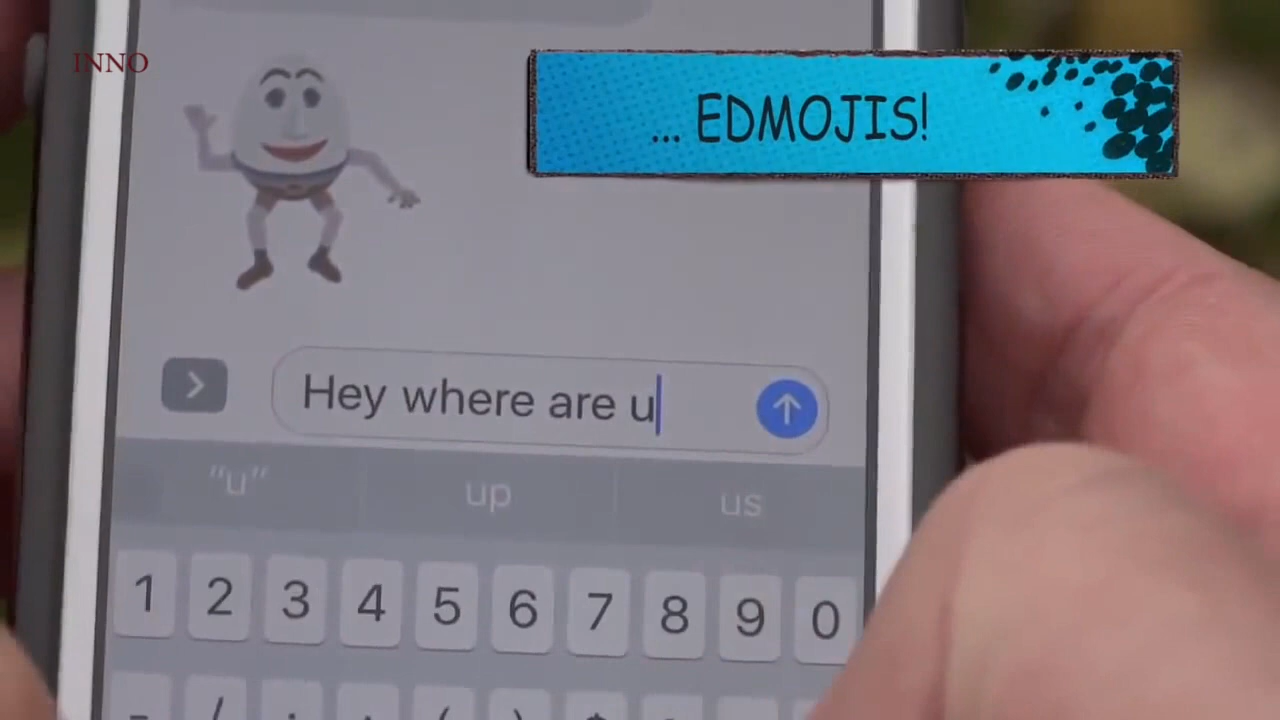 INNO
... EDMOJIS!
Hey where are u
“u” up us
1 2 3 4 5 6 7 8 9 0